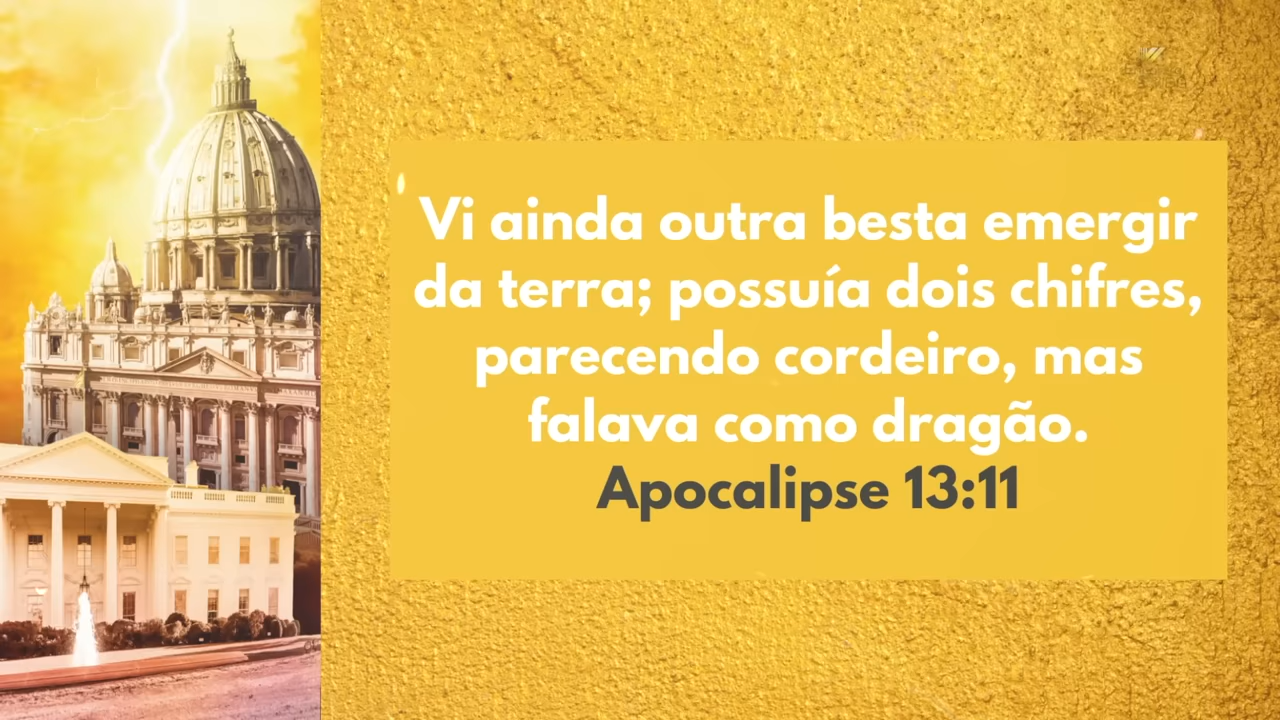 Vi ainda outra besta emergir
da terra; possuía dois chifres,
parecendo cordeiro, mas
falava como dragão.
Apocalipse 13:11